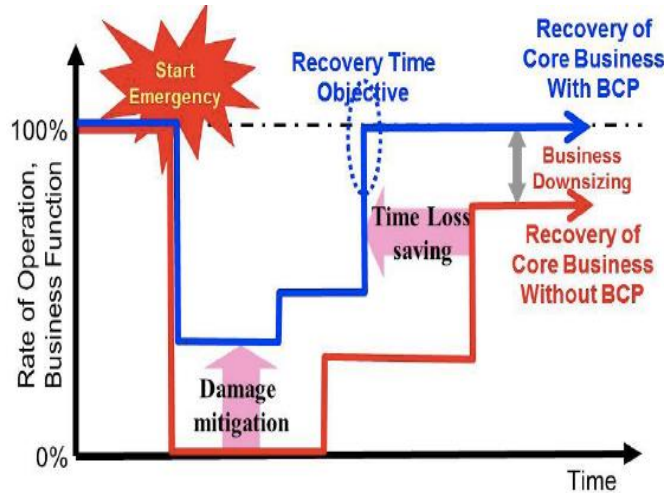 Start
Emergency
Recovery Time
Objective
Recovery of
Core Business
With BCP
100%
Business
Downsizing
Time Loss
saving
Recovery of
Core Business
Without BCP
Rate of Operation,
Business Function
Damage
mitigation
0%
Time